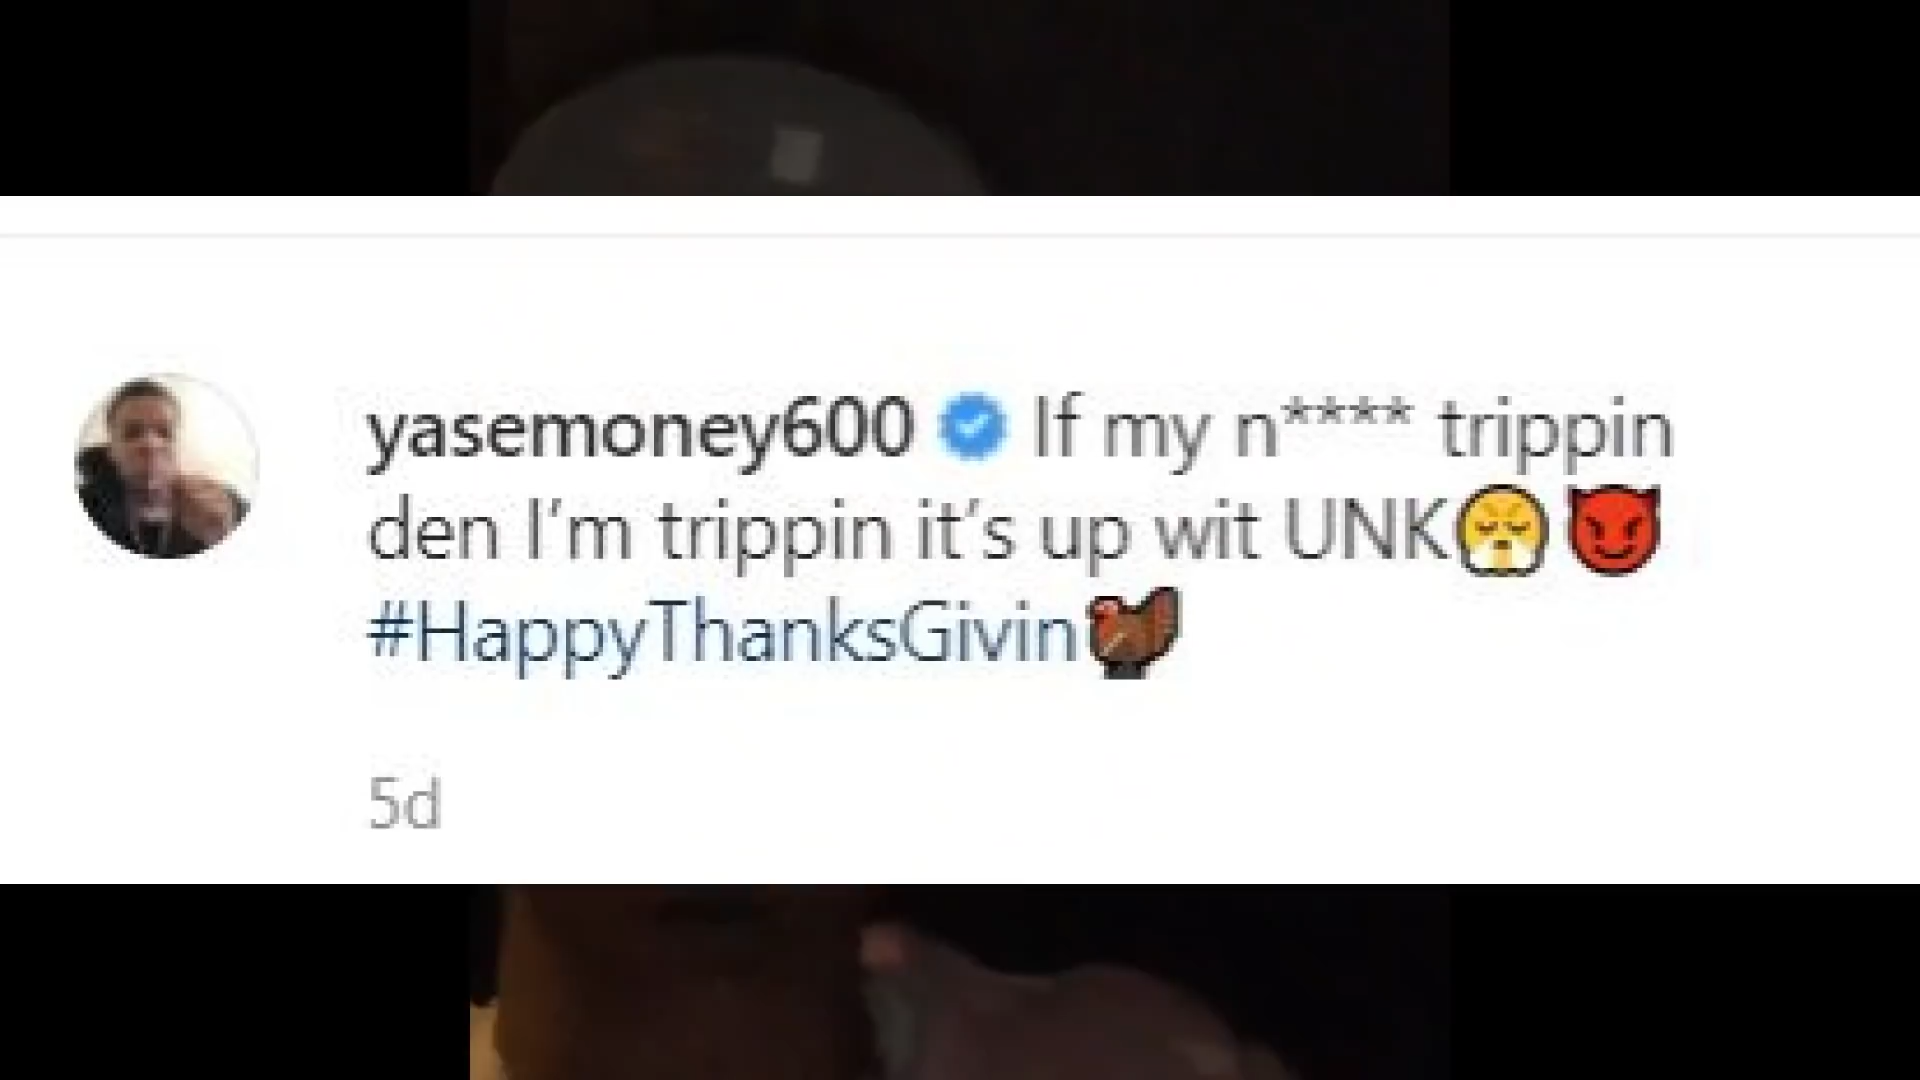 yasemoney600 If my n**** trippin
den I'm trippin it's up wit UNK😤😈
#HappyThanksGivin🦃
5d